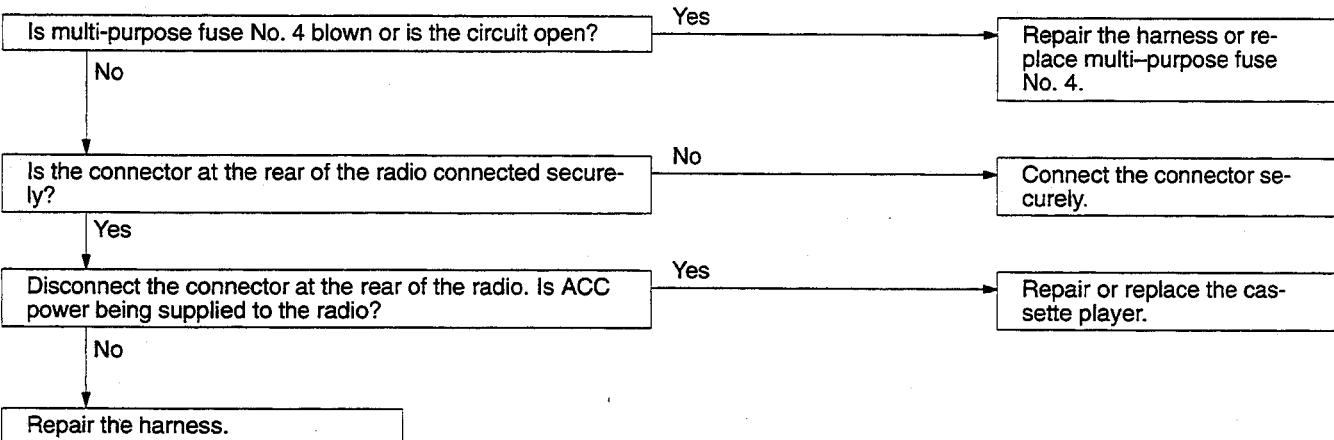 Is multi-purpose fuse No. 4 blown or is the circuit open?
Yes
Repair the harness or re-
place multi–purpose fuse
No. 4.
No
Is the connector at the rear of the radio connected secure-
ly?
No
Connect the connector se-
curely.
Yes
Disconnect the connector at the rear of the radio. Is ACC
power being supplied to the radio?
Yes
Repair or replace the cas-
sette player.
No
Repair the harness.